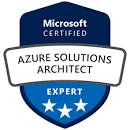 Microsoft
CERTIFIED
AZURE SOLUTIONS
ARCHITECT
EXPERT